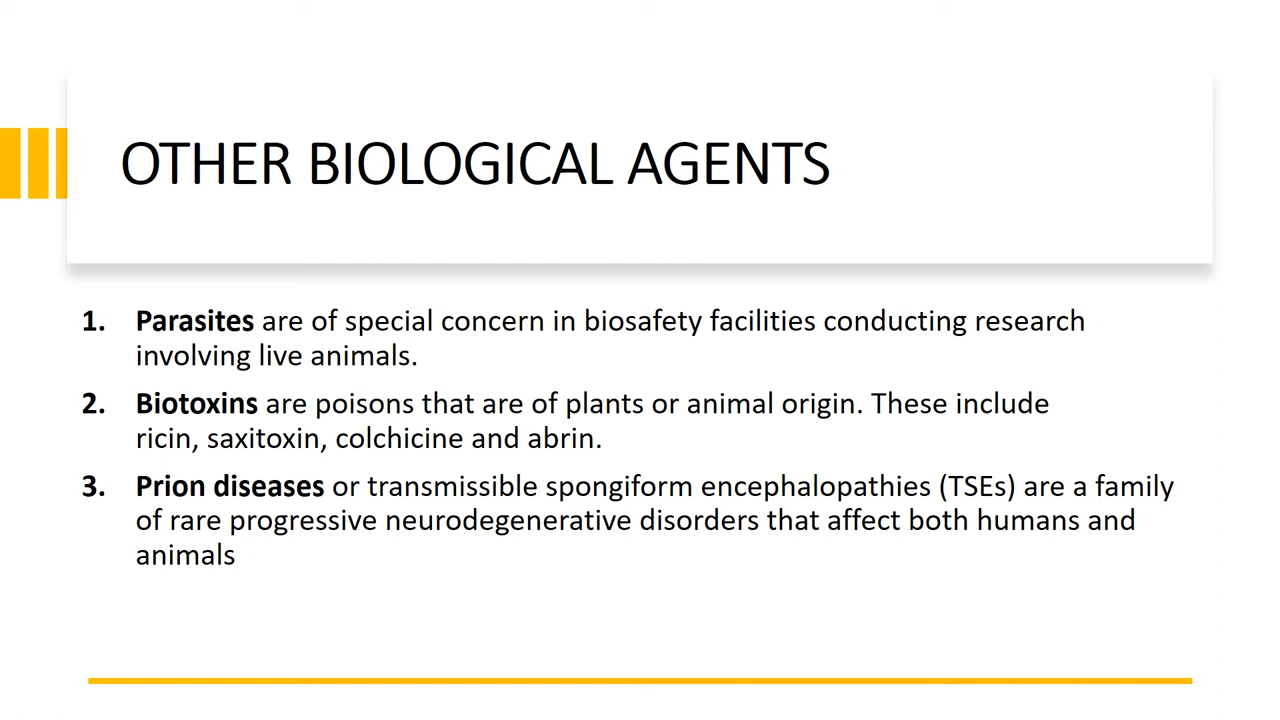 OTHER BIOLOGICAL AGENTS
1. Parasites are of special concern in biosafety facilities conducting research
involving live animals.
2. Biotoxins are poisons that are of plants or animal origin. These include
ricin, saxitoxin, colchicine and abrin.
3. Prion diseases or transmissible spongiform encephalopathies (TSEs) are a family
of rare progressive neurodegenerative disorders that affect both humans and
animals